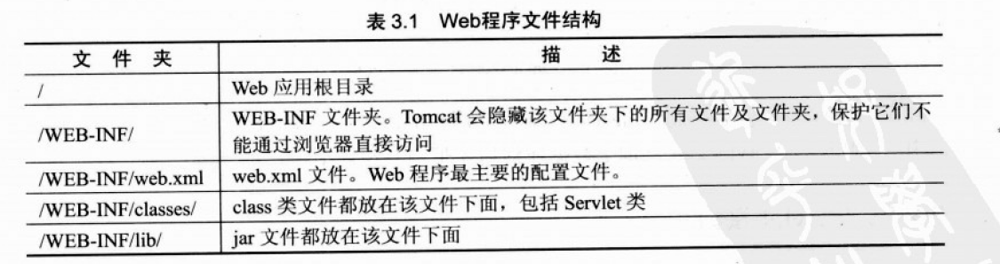 表 3.1 Web程序文件结构
文 件 夹 描 述
/ Web 应用根目录
/WEB-INF/ WEB-INF 文件夹。Tomcat 会隐藏该文件夹下的所有文件及文件夹，保护它们不
能通过浏览器直接访问
/WEB-INF/web.xml web.xml 文件。Web 程序最主要的配置文件。
/WEB-INF/classes/ class 类文件都放在该文件下面，包括 Servlet 类
/WEB-INF/lib/ jar 文件都放在该文件下面